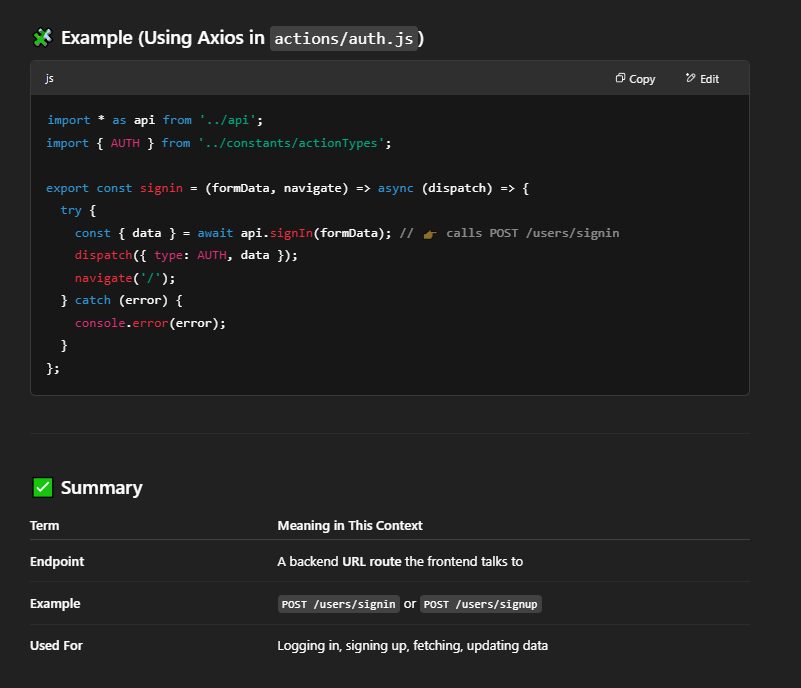 🧩 Example (Using Axios in actions/auth.js)
js Copy Edit
import * as api from '../api';
import { AUTH } from '../constants/actionTypes';
export const signin = (formData, navigate) => async (dispatch) => {
  try {
    const { data } = await api.signIn(formData); // 👉 calls POST /users/signin
    dispatch({ type: AUTH, data });
    navigate('/');
  } catch (error) {
    console.error(error);
  }
};
✅ Summary
Term Meaning in This Context
Endpoint A backend URL route the frontend talks to
Example POST /users/signin or POST /users/signup
Used For Logging in, signing up, fetching, updating data